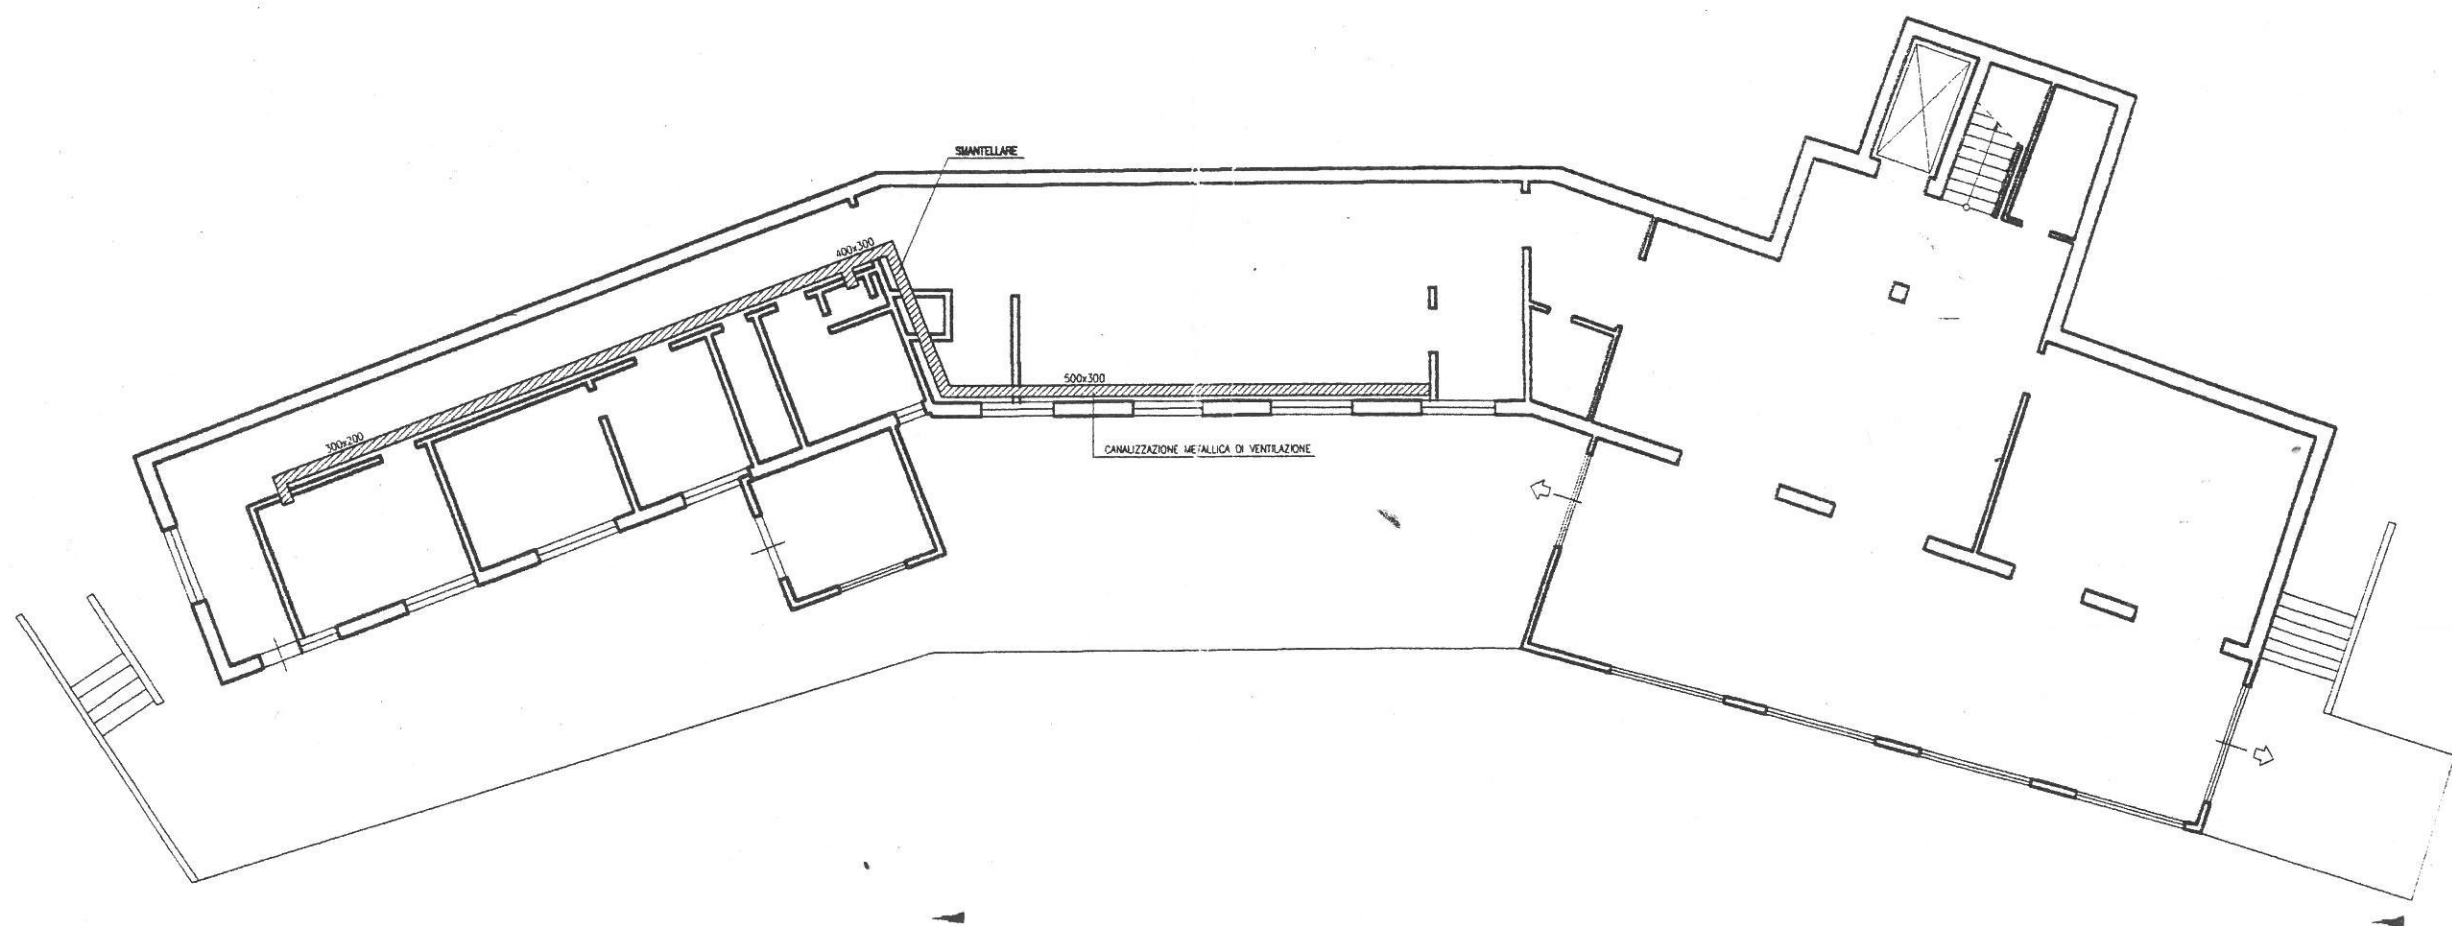 SMANTELLARE
400x300
500x300
300x200
CANALIZZAZIONE METALLICA DI VENTILAZIONE